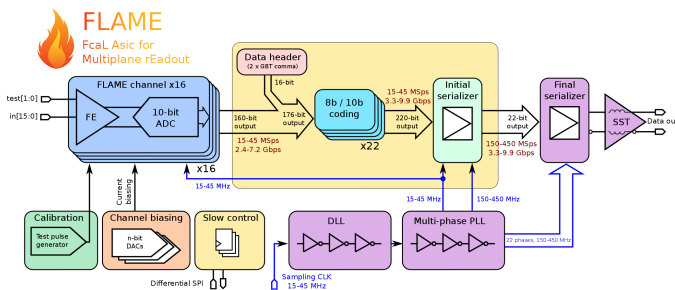 FLAME
FcaL Asic for
Multiplane rEadout
Data header
(2 x GBT comma)
FLAME channel x16
16-bit
test[1:0]
in[15:0]
FE
10-bit
ADC
8b / 10b
coding
15-45 MSps
3.3-9.9 Gbps
Initial
serializer
Final
serializer
160-bit
output
176-bit
output
220-bit
output
22-bit
output
SST
Data ou
15-45 MSps
2.4-7.2 Gbps
x22
150-450 MSps
3.3-9.9 Gbps
x16
15-45 MHz
Current
biasing
15-45 MHz
150-450 MHz
Calibration
Test pulse
generator
Channel biasing
n-bit
DACs
Slow control
DLL
Multi-phase PLL
22 phases, 150-450 MHz
Differential SPI
Sampling CLK
15-45 MHz